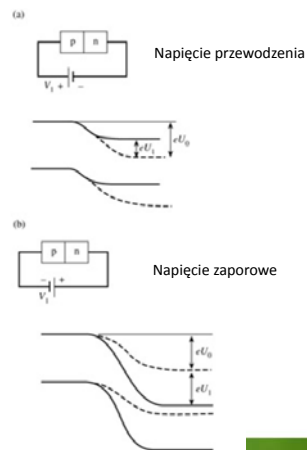 (a)
p n
Napięcie przewodzenia
V₁ + −
eU₁
eU₀
(b)
p n
− +
V₁
Napięcie zaporowe
eU₀
eU₁